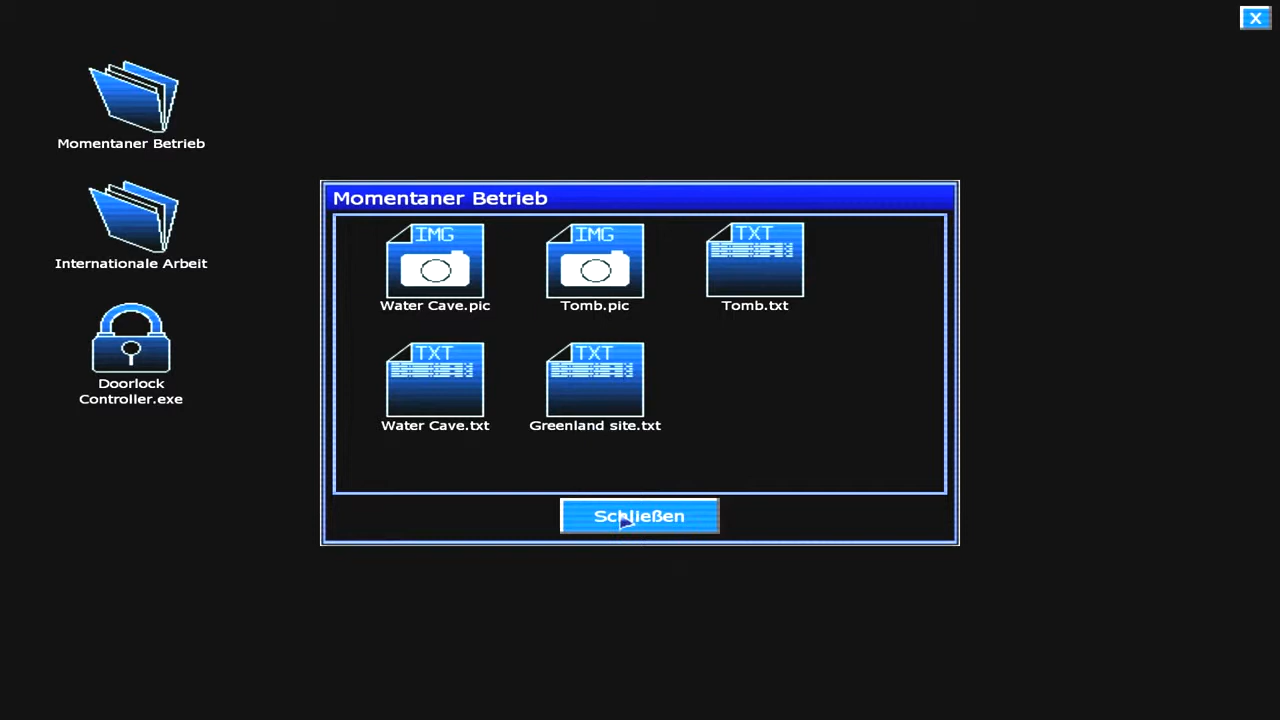 X
Momentaner Betrieb
Internationale Arbeit
Doorlock
Controller.exe
Momentaner Betrieb
IMG
IMG
TXT
Water Cave.pic
Tomb.pic
Tomb.txt
TXT
TXT
Water Cave.txt
Greenland site.txt
Schließen